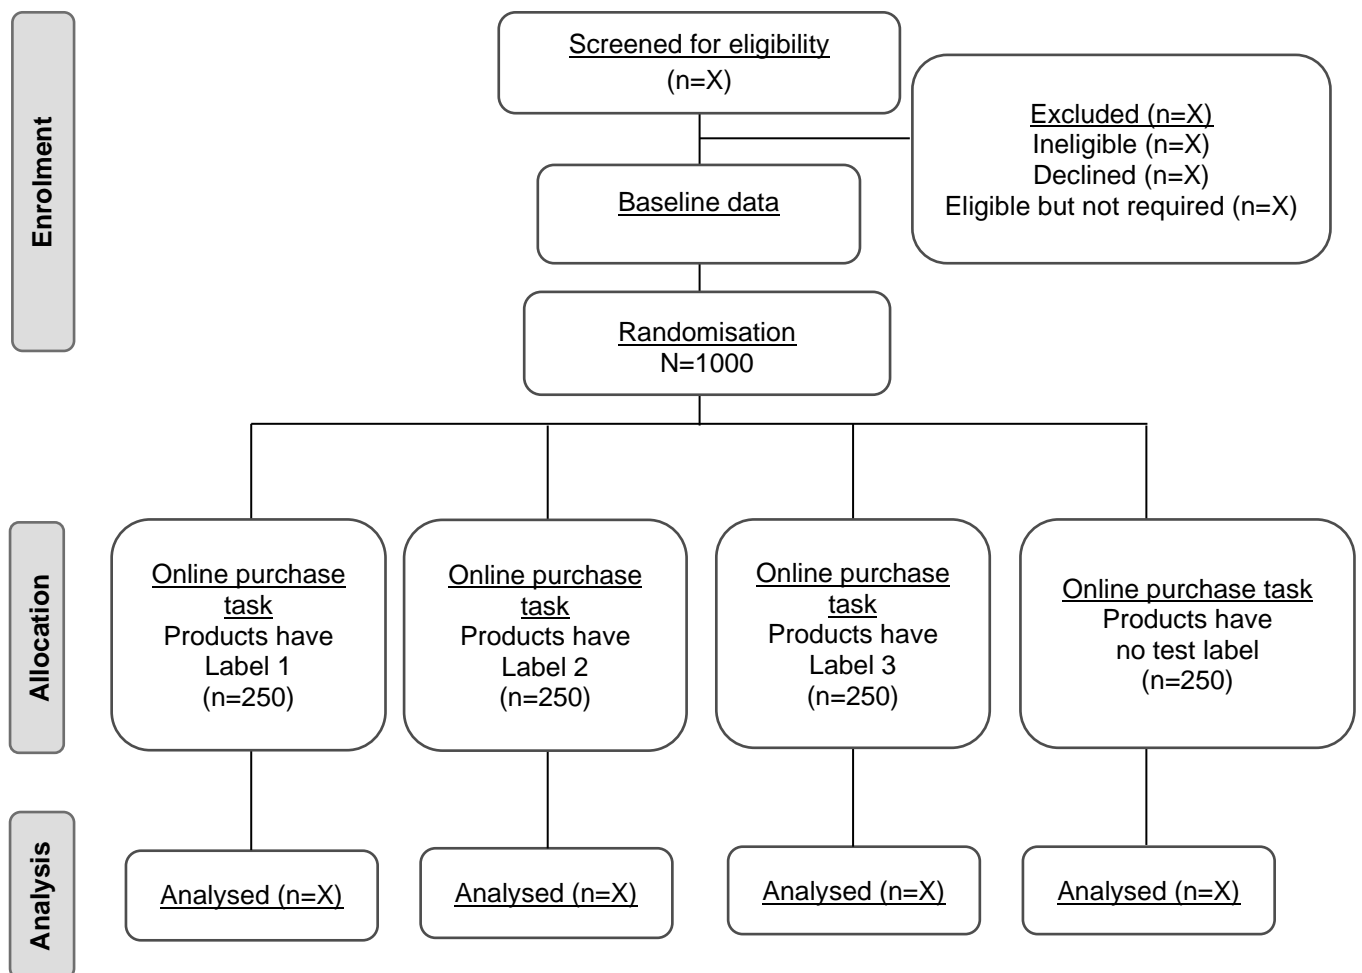 Enrolment
Screened for eligibility
(n=X)
Excluded (n=X)
Ineligible (n=X)
Declined (n=X)
Eligible but not required (n=X)
Baseline data
Randomisation
N=1000
Allocation
Online purchase
task
Products have
Label 1
(n=250)
Online purchase
task
Products have
Label 2
(n=250)
Online purchase
task
Products have
Label 3
(n=250)
Online purchase task
Products have
no test label
(n=250)
Analysis
Analysed (n=X)
Analysed (n=X)
Analysed (n=X)
Analysed (n=X)